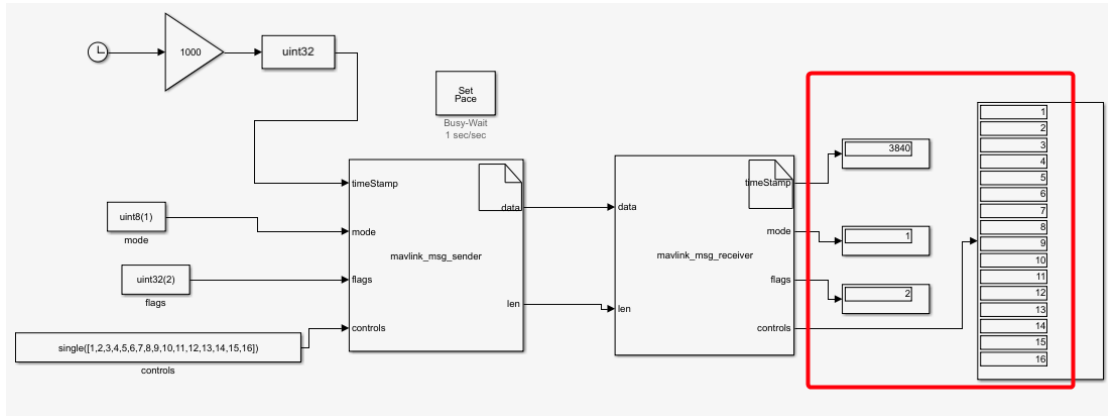 1000
uint32
Set
Pace
Busy-Wait
1 sec/sec
timeStamp
data
mode
mavlink_msg_sender
flags
len
controls
uint8(1)
mode
uint32(2)
flags
single([1,2,3,4,5,6,7,8,9,10,11,12,13,14,15,16])
controls
timeStamp
data
mode
mavlink_msg_receiver
flags
len
controls
3840
1
2
1
2
3
4
5
6
7
8
9
10
11
12
13
14
15
16